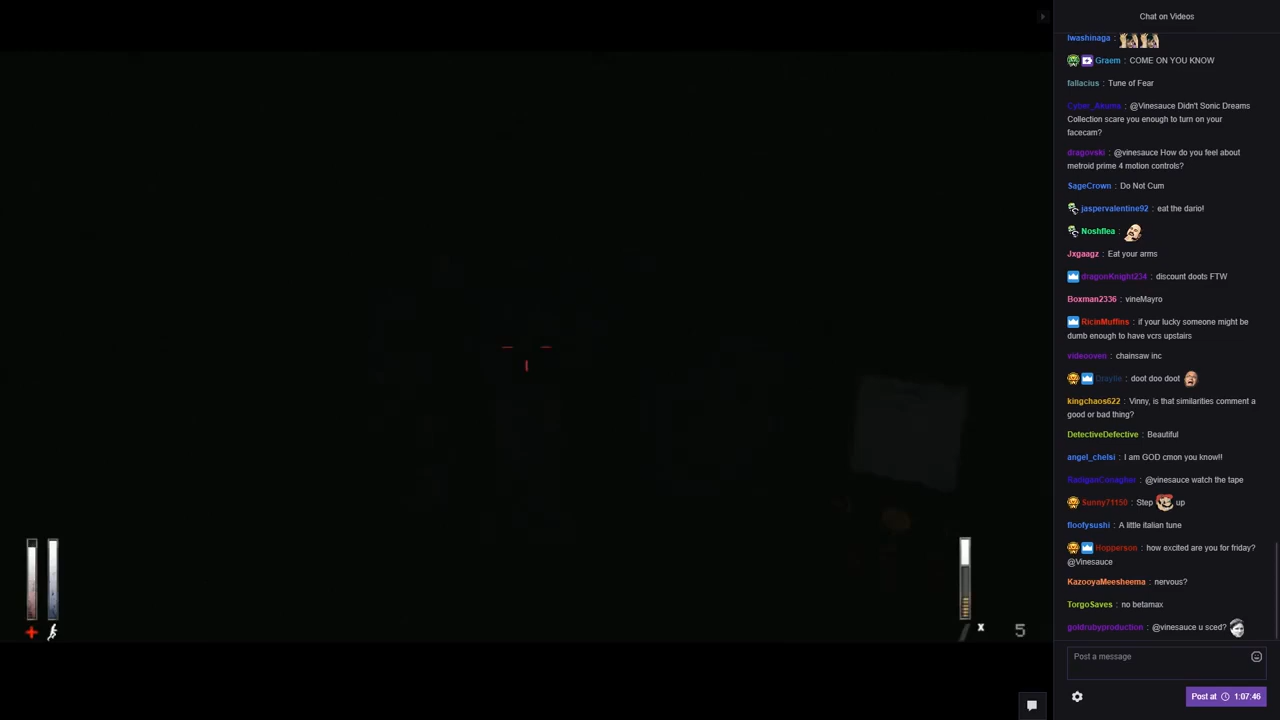 Chat on Videos
Iwashinaga :
Graem : COME ON YOU KNOW
fallacius : Tune of Fear
Cyber_Akuma : @Vinesauce Didn't Sonic Dreams
Collection scare you enough to turn on your
facecam?
dragovski : @vinesauce How do you feel about
metroid prime 4 motion controls?
SageCrown : Do Not Cum
jaspervalentine92 : eat the dario!
Noshflea :
Jxgaagz : Eat your arms
dragonKnight234 : discount doots FTW
Boxman2336 : vineMayro
RicinMuffins : if your lucky someone might be
dumb enough to have vcrs upstairs
videooven : chainsaw inc
Draylie : doot doo doot
kingchaos622 : Vinny, is that similarities comment a
good or bad thing?
DetectiveDefective : Beautiful
angel_chelsi : I am GOD cmon you know!!
RadiganConagher : @vinesauce watch the tape
Sunny71150 : Step up
floofysushi : A little italian tune
Hopperson : how excited are you for friday?
@Vinesauce
KazooyaMeesheema : nervous?
TorgoSaves : no betamax
goldrubyproduction : @vinesauce u sced?
x 5
Post a message
Post at 1:07:46